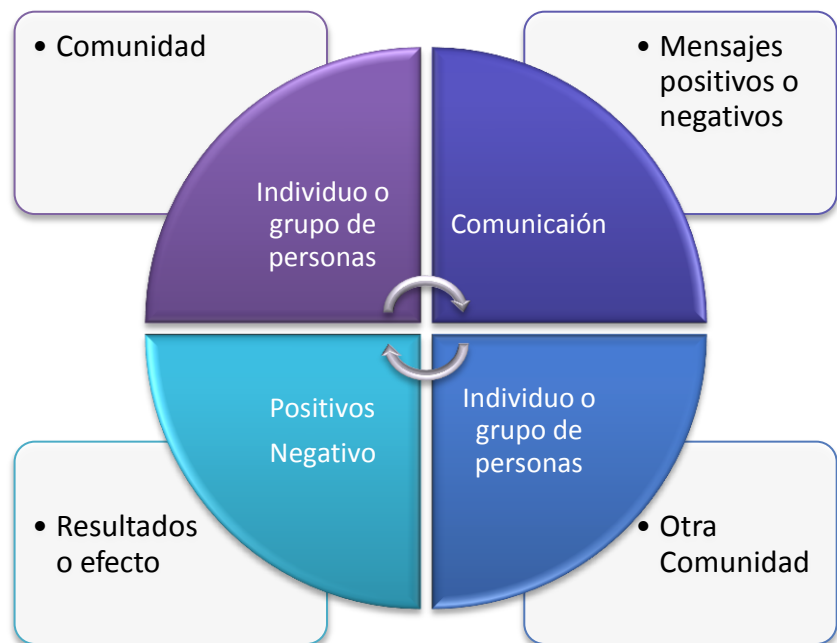 • Comunidad
• Mensajes
positivos o
negativos
Individuo o
grupo de
personas
Comunicaión
Positivos
Negativo
Individuo o
grupo de
personas
• Resultados
o efecto
• Otra
Comunidad